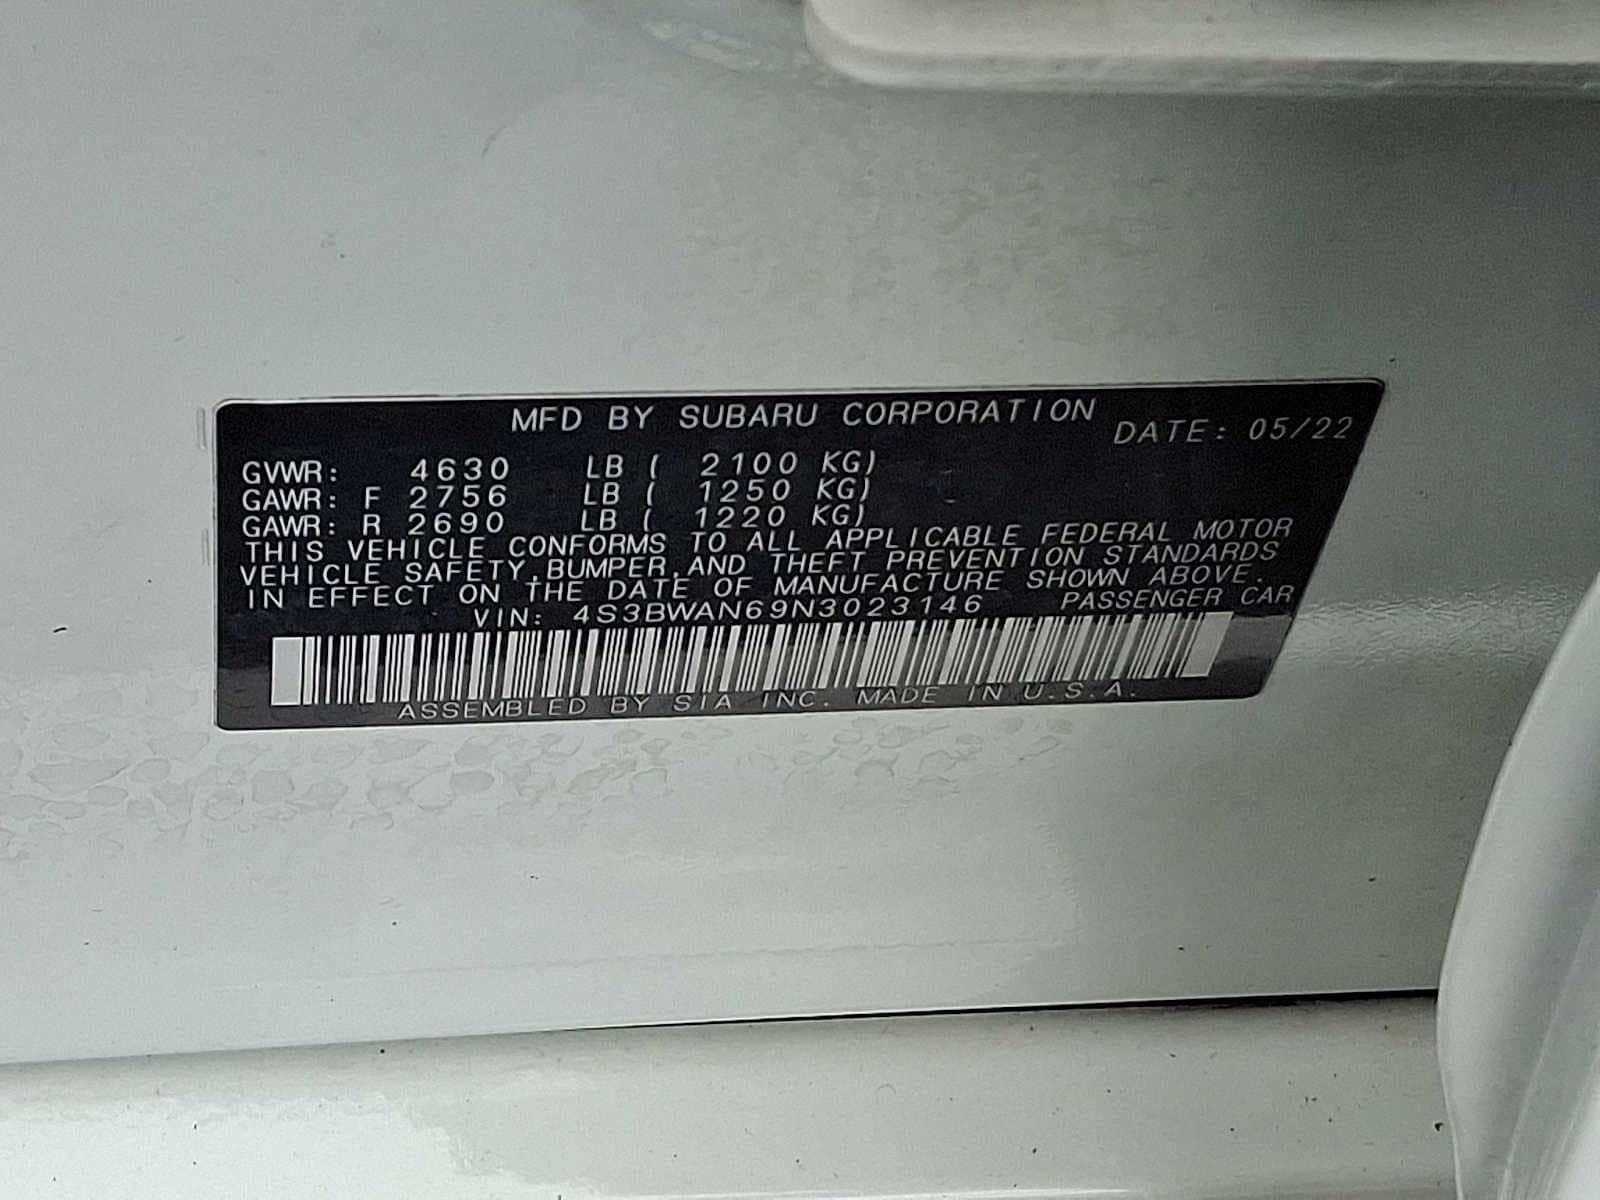 MFD BY SUBARU CORPORATION DATE: 05/22
GVWR: 4630 LB ( 2100 KG)
GAWR: F 2756 LB ( 1250 KG)
GAWR: R 2690 LB ( 1220 KG)
THIS VEHICLE CONFORMS TO ALL APPLICABLE FEDERAL MOTOR
VEHICLE SAFETY,BUMPER,AND THEFT PREVENTION STANDARDS
IN EFFECT ON THE DATE OF MANUFACTURE SHOWN ABOVE.
VIN: 4S3BWAN69N3023146 PASSENGER CAR
ASSEMBLED BY SIA INC. MADE IN U.S.A.